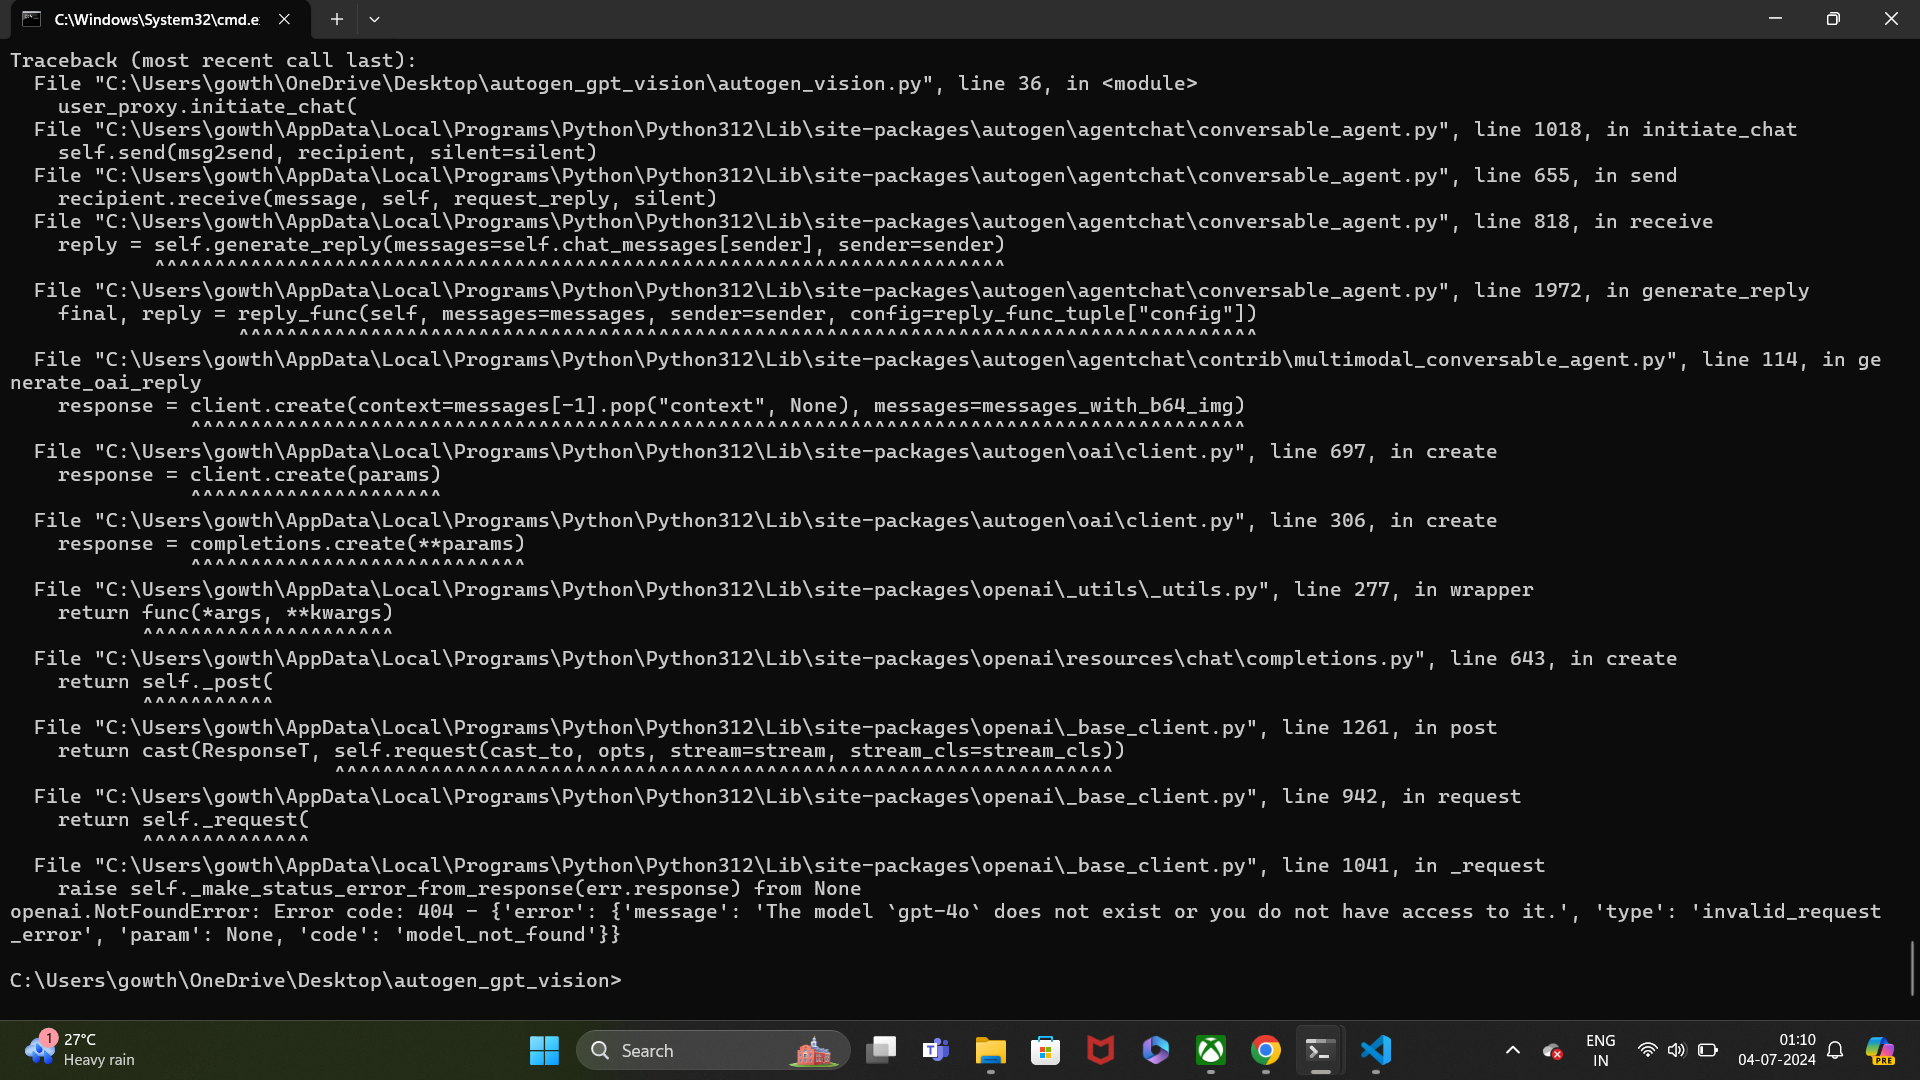 C:\Windows\System32\cmd.e
Traceback (most recent call last):
  File "C:\Users\gowth\OneDrive\Desktop\autogen_gpt_vision\autogen_vision.py", line 36, in <module>
    user_proxy.initiate_chat(
  File "C:\Users\gowth\AppData\Local\Programs\Python\Python312\Lib\site-packages\autogen\agentchat\conversable_agent.py", line 1018, in initiate_chat
    self.send(msg2send, recipient, silent=silent)
  File "C:\Users\gowth\AppData\Local\Programs\Python\Python312\Lib\site-packages\autogen\agentchat\conversable_agent.py", line 655, in send
    recipient.receive(message, self, request_reply, silent)
  File "C:\Users\gowth\AppData\Local\Programs\Python\Python312\Lib\site-packages\autogen\agentchat\conversable_agent.py", line 818, in receive
    reply = self.generate_reply(messages=self.chat_messages[sender], sender=sender)
            ^^^^^^^^^^^^^^^^^^^^^^^^^^^^^^^^^^^^^^^^^^^^^^^^^^^^^^^^^^^^^^^^^^^^^^^
  File "C:\Users\gowth\AppData\Local\Programs\Python\Python312\Lib\site-packages\autogen\agentchat\conversable_agent.py", line 1972, in generate_reply
    final, reply = reply_func(self, messages=messages, sender=sender, config=reply_func_tuple["config"])
                   ^^^^^^^^^^^^^^^^^^^^^^^^^^^^^^^^^^^^^^^^^^^^^^^^^^^^^^^^^^^^^^^^^^^^^^^^^^^^^^^^^^^^^
  File "C:\Users\gowth\AppData\Local\Programs\Python\Python312\Lib\site-packages\autogen\agentchat\contrib\multimodal_conversable_agent.py", line 114, in ge
nerate_oai_reply
    response = client.create(context=messages[-1].pop("context", None), messages=messages_with_b64_img)
               ^^^^^^^^^^^^^^^^^^^^^^^^^^^^^^^^^^^^^^^^^^^^^^^^^^^^^^^^^^^^^^^^^^^^^^^^^^^^^^^^^^^^^^^^
  File "C:\Users\gowth\AppData\Local\Programs\Python\Python312\Lib\site-packages\autogen\oai\client.py", line 697, in create
    response = client.create(params)
               ^^^^^^^^^^^^^^^^^^^^^
  File "C:\Users\gowth\AppData\Local\Programs\Python\Python312\Lib\site-packages\autogen\oai\client.py", line 306, in create
    response = completions.create(**params)
               ^^^^^^^^^^^^^^^^^^^^^^^^^^^^
  File "C:\Users\gowth\AppData\Local\Programs\Python\Python312\Lib\site-packages\openai\_utils\_utils.py", line 277, in wrapper
    return func(*args, **kwargs)
           ^^^^^^^^^^^^^^^^^^^^^
  File "C:\Users\gowth\AppData\Local\Programs\Python\Python312\Lib\site-packages\openai\resources\chat\completions.py", line 643, in create
    return self._post(
           ^^^^^^^^^^^
  File "C:\Users\gowth\AppData\Local\Programs\Python\Python312\Lib\site-packages\openai\_base_client.py", line 1261, in post
    return cast(ResponseT, self.request(cast_to, opts, stream=stream, stream_cls=stream_cls))
                           ^^^^^^^^^^^^^^^^^^^^^^^^^^^^^^^^^^^^^^^^^^^^^^^^^^^^^^^^^^^^^^^^^
  File "C:\Users\gowth\AppData\Local\Programs\Python\Python312\Lib\site-packages\openai\_base_client.py", line 942, in request
    return self._request(
           ^^^^^^^^^^^^^^
  File "C:\Users\gowth\AppData\Local\Programs\Python\Python312\Lib\site-packages\openai\_base_client.py", line 1041, in _request
    raise self._make_status_error_from_response(err.response) from None
openai.NotFoundError: Error code: 404 - {'error': {'message': 'The model `gpt-4o` does not exist or you do not have access to it.', 'type': 'invalid_request
_error', 'param': None, 'code': 'model_not_found'}}
C:\Users\gowth\OneDrive\Desktop\autogen_gpt_vision>
1
27°C
Heavy rain
Search
ENG
IN
01:10
04-07-2024
PRE